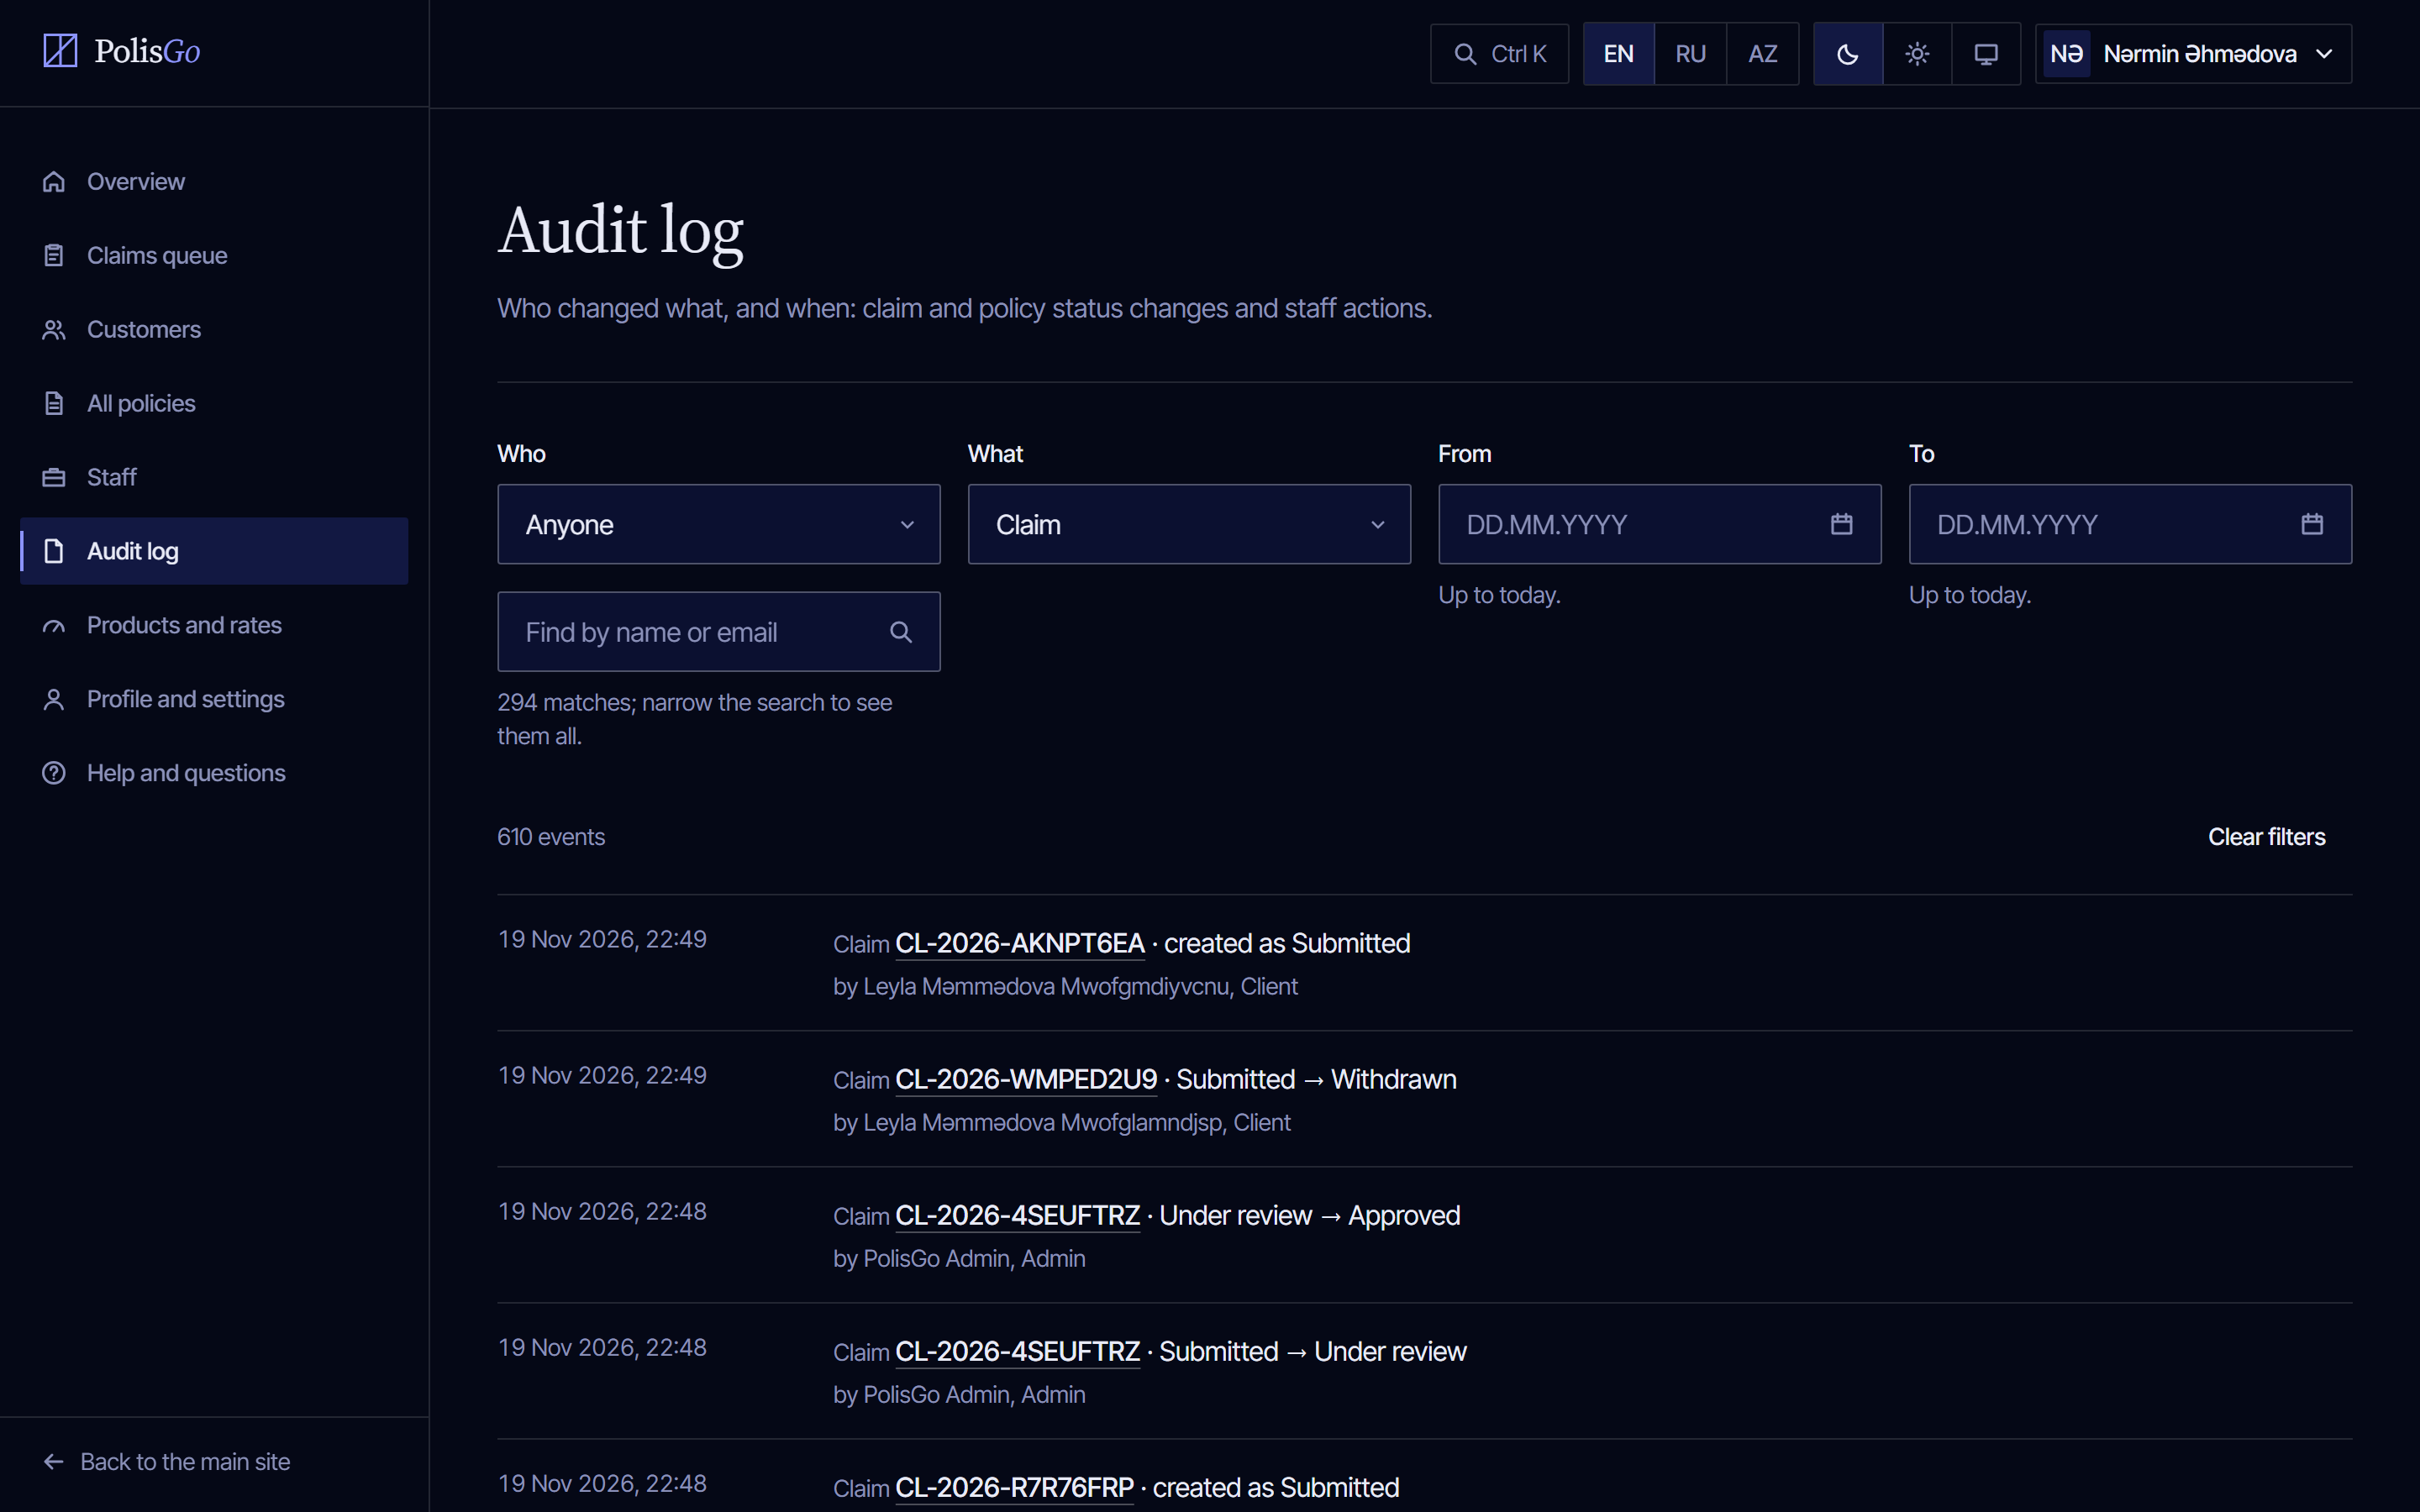 PolisGo
Ctrl K
EN
RU
AZ
NƏ
Nərmin Əhmədova
Overview
Claims queue
Customers
All policies
Staff
Audit log
Products and rates
Profile and settings
Help and questions
Back to the main site
Audit log
Who changed what, and when: claim and policy status changes and staff actions.
Who
What
From
To
Anyone
Claim
DD.MM.YYYY
DD.MM.YYYY
Up to today.
Up to today.
Find by name or email
294 matches; narrow the search to see
them all.
610 events
Clear filters
19 Nov 2026, 22:49
Claim CL-2026-AKNPT6EA · created as Submitted
by Leyla Məmmədova Mwofgmdiyvcnu, Client
19 Nov 2026, 22:49
Claim CL-2026-WMPED2U9 · Submitted → Withdrawn
by Leyla Məmmədova Mwofglamndjsp, Client
19 Nov 2026, 22:48
Claim CL-2026-4SEUFTRZ · Under review → Approved
by PolisGo Admin, Admin
19 Nov 2026, 22:48
Claim CL-2026-4SEUFTRZ · Submitted → Under review
by PolisGo Admin, Admin
19 Nov 2026, 22:48
Claim CL-2026-R7R76FRP · created as Submitted